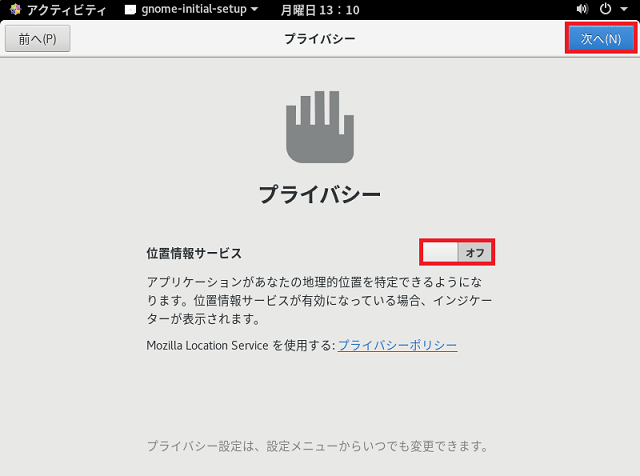 アクティビティ gnome-initial-setup 月曜日 13：10
前へ(P) プライバシー 次へ(N)
プライバシー
位置情報サービス オフ
アプリケーションがあなたの地理的位置を特定できるようにな
ります。位置情報サービスが有効になっている場合、インジケー
ターが表示されます。
Mozilla Location Service を使用する: プライバシーポリシー
プライバシー設定は、設定メニューからいつでも変更できます。